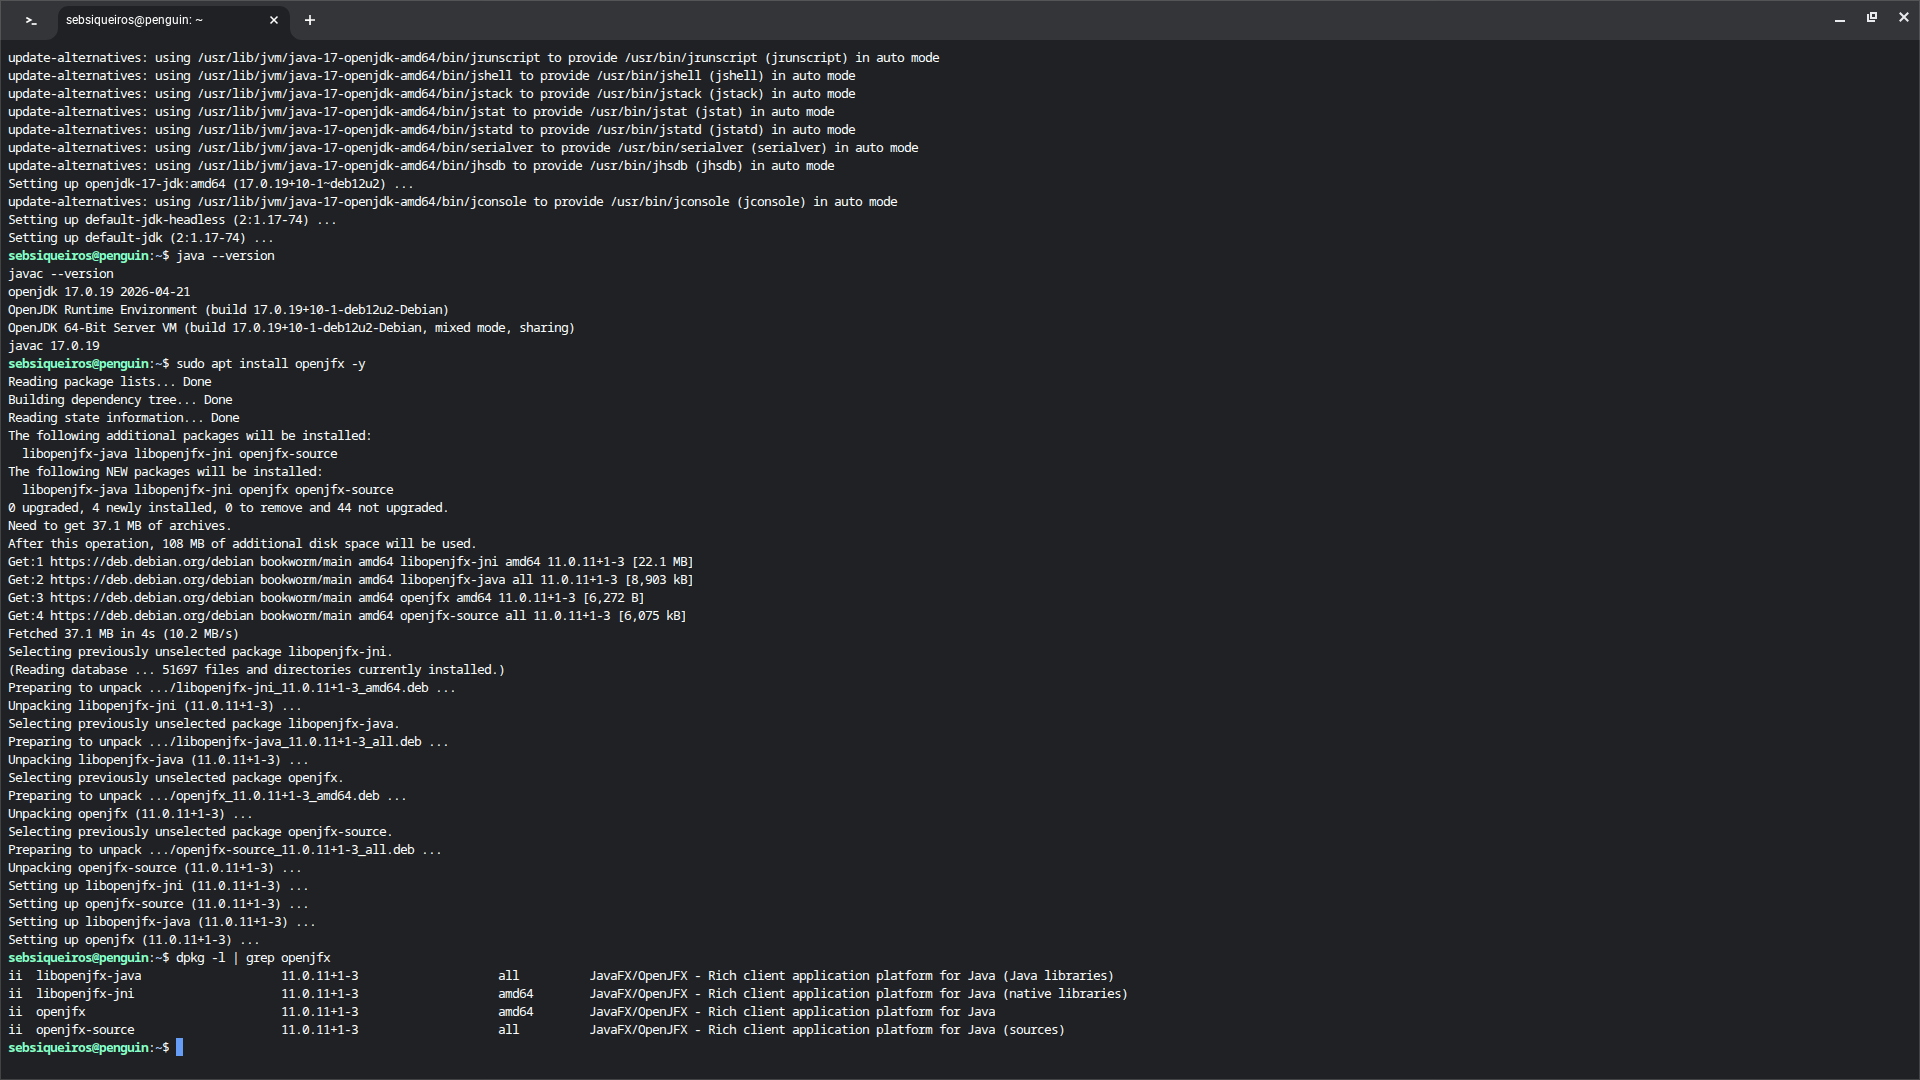 sebsiqueiros@penguin: ~
update-alternatives: using /usr/lib/jvm/java-17-openjdk-amd64/bin/jrunscript to provide /usr/bin/jrunscript (jrunscript) in auto mode
update-alternatives: using /usr/lib/jvm/java-17-openjdk-amd64/bin/jshell to provide /usr/bin/jshell (jshell) in auto mode
update-alternatives: using /usr/lib/jvm/java-17-openjdk-amd64/bin/jstack to provide /usr/bin/jstack (jstack) in auto mode
update-alternatives: using /usr/lib/jvm/java-17-openjdk-amd64/bin/jstat to provide /usr/bin/jstat (jstat) in auto mode
update-alternatives: using /usr/lib/jvm/java-17-openjdk-amd64/bin/jstatd to provide /usr/bin/jstatd (jstatd) in auto mode
update-alternatives: using /usr/lib/jvm/java-17-openjdk-amd64/bin/serialver to provide /usr/bin/serialver (serialver) in auto mode
update-alternatives: using /usr/lib/jvm/java-17-openjdk-amd64/bin/jhsdb to provide /usr/bin/jhsdb (jhsdb) in auto mode
Setting up openjdk-17-jdk:amd64 (17.0.19+10-1~deb12u2) ...
update-alternatives: using /usr/lib/jvm/java-17-openjdk-amd64/bin/jconsole to provide /usr/bin/jconsole (jconsole) in auto mode
Setting up default-jdk-headless (2:1.17-74) ...
Setting up default-jdk (2:1.17-74) ...
sebsiqueiros@penguin:~$ java --version
javac --version
openjdk 17.0.19 2026-04-21
OpenJDK Runtime Environment (build 17.0.19+10-1-deb12u2-Debian)
OpenJDK 64-Bit Server VM (build 17.0.19+10-1-deb12u2-Debian, mixed mode, sharing)
javac 17.0.19
sebsiqueiros@penguin:~$ sudo apt install openjfx -y
Reading package lists... Done
Building dependency tree... Done
Reading state information... Done
The following additional packages will be installed:
  libopenjfx-java libopenjfx-jni openjfx-source
The following NEW packages will be installed:
  libopenjfx-java libopenjfx-jni openjfx openjfx-source
0 upgraded, 4 newly installed, 0 to remove and 44 not upgraded.
Need to get 37.1 MB of archives.
After this operation, 108 MB of additional disk space will be used.
Get:1 https://deb.debian.org/debian bookworm/main amd64 libopenjfx-jni amd64 11.0.11+1-3 [22.1 MB]
Get:2 https://deb.debian.org/debian bookworm/main amd64 libopenjfx-java all 11.0.11+1-3 [8,903 kB]
Get:3 https://deb.debian.org/debian bookworm/main amd64 openjfx amd64 11.0.11+1-3 [6,272 B]
Get:4 https://deb.debian.org/debian bookworm/main amd64 openjfx-source all 11.0.11+1-3 [6,075 kB]
Fetched 37.1 MB in 4s (10.2 MB/s)
Selecting previously unselected package libopenjfx-jni.
(Reading database ... 51697 files and directories currently installed.)
Preparing to unpack .../libopenjfx-jni_11.0.11+1-3_amd64.deb ...
Unpacking libopenjfx-jni (11.0.11+1-3) ...
Selecting previously unselected package libopenjfx-java.
Preparing to unpack .../libopenjfx-java_11.0.11+1-3_all.deb ...
Unpacking libopenjfx-java (11.0.11+1-3) ...
Selecting previously unselected package openjfx.
Preparing to unpack .../openjfx_11.0.11+1-3_amd64.deb ...
Unpacking openjfx (11.0.11+1-3) ...
Selecting previously unselected package openjfx-source.
Preparing to unpack .../openjfx-source_11.0.11+1-3_all.deb ...
Unpacking openjfx-source (11.0.11+1-3) ...
Setting up libopenjfx-jni (11.0.11+1-3) ...
Setting up openjfx-source (11.0.11+1-3) ...
Setting up libopenjfx-java (11.0.11+1-3) ...
Setting up openjfx (11.0.11+1-3) ...
sebsiqueiros@penguin:~$ dpkg -l | grep openjfx
ii  libopenjfx-java                    11.0.11+1-3                    all          JavaFX/OpenJFX - Rich client application platform for Java (Java libraries)
ii  libopenjfx-jni                     11.0.11+1-3                    amd64        JavaFX/OpenJFX - Rich client application platform for Java (native libraries)
ii  openjfx                            11.0.11+1-3                    amd64        JavaFX/OpenJFX - Rich client application platform for Java
ii  openjfx-source                     11.0.11+1-3                    all          JavaFX/OpenJFX - Rich client application platform for Java (sources)
sebsiqueiros@penguin:~$